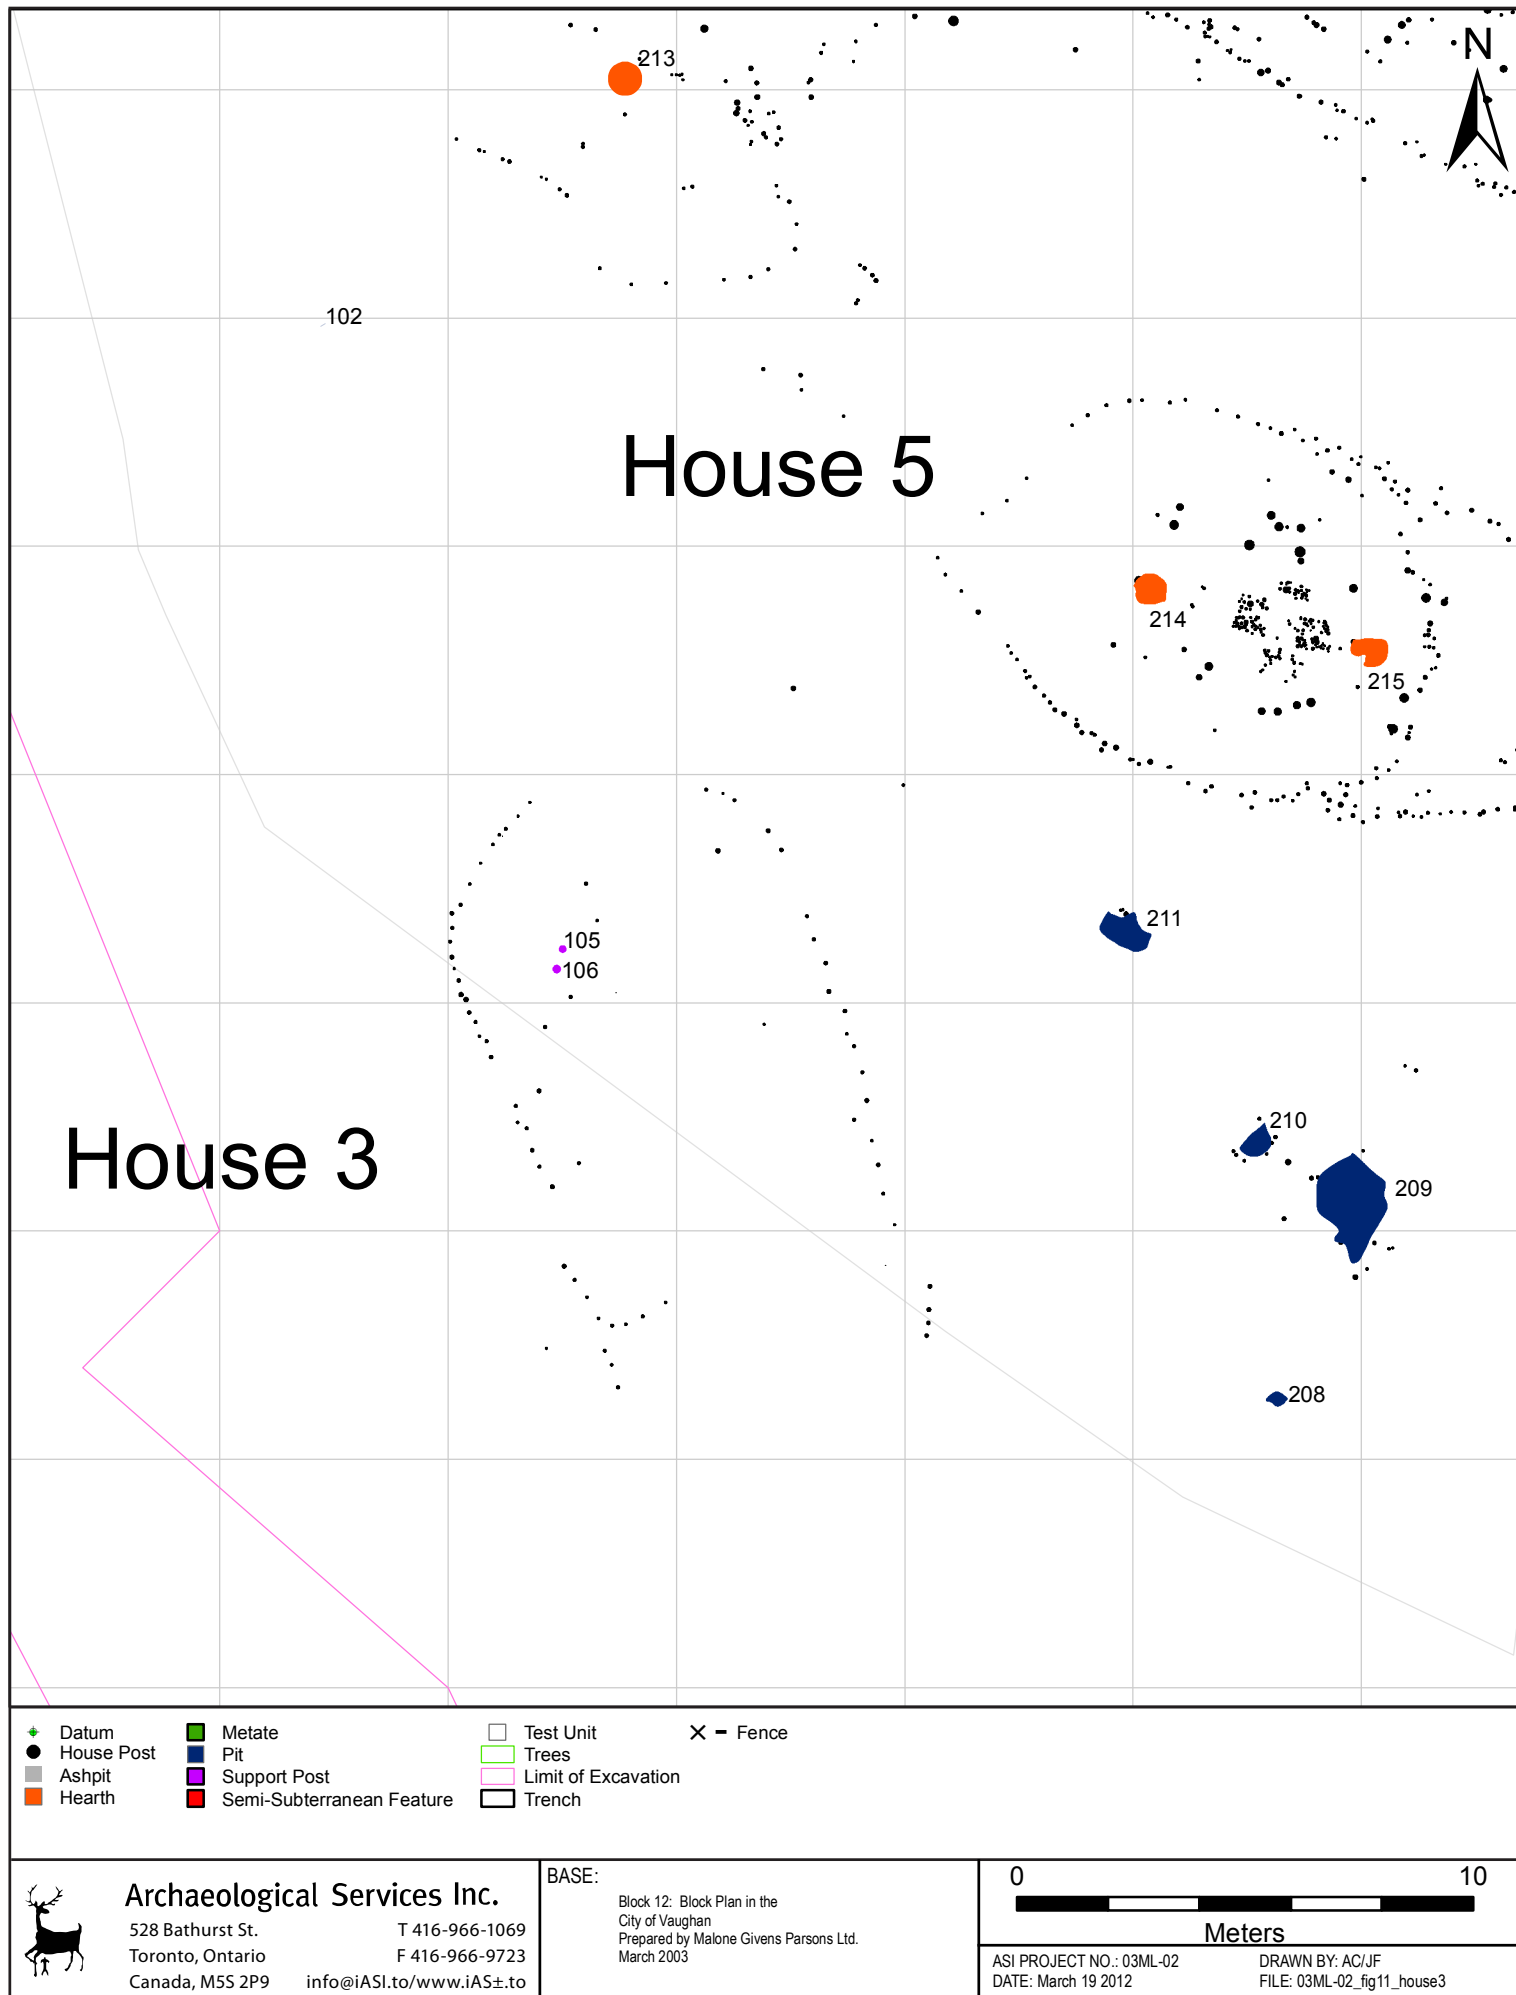 N
213
102
House 5
214
215
211
105
106
210
House 3
209
208
Datum
House Post
Ashpit
Hearth
Metate
Pit
Support Post
Semi-Subterranean Feature
Test Unit
Trees
Limit of Excavation
Trench
Fence
Archaeological Services Inc.
528 Bathurst St. T 416-966-1069
Toronto, Ontario F 416-966-9723
Canada, M5S 2P9 info@iASI.to/www.iAS±.to
BASE:
Block 12: Block Plan in the
City of Vaughan
Prepared by Malone Givens Parsons Ltd.
March 2003
0 10
Meters
ASI PROJECT NO.: 03ML-02 DRAWN BY: AC/JF
DATE: March 19 2012 FILE: 03ML-02_fig11_house3